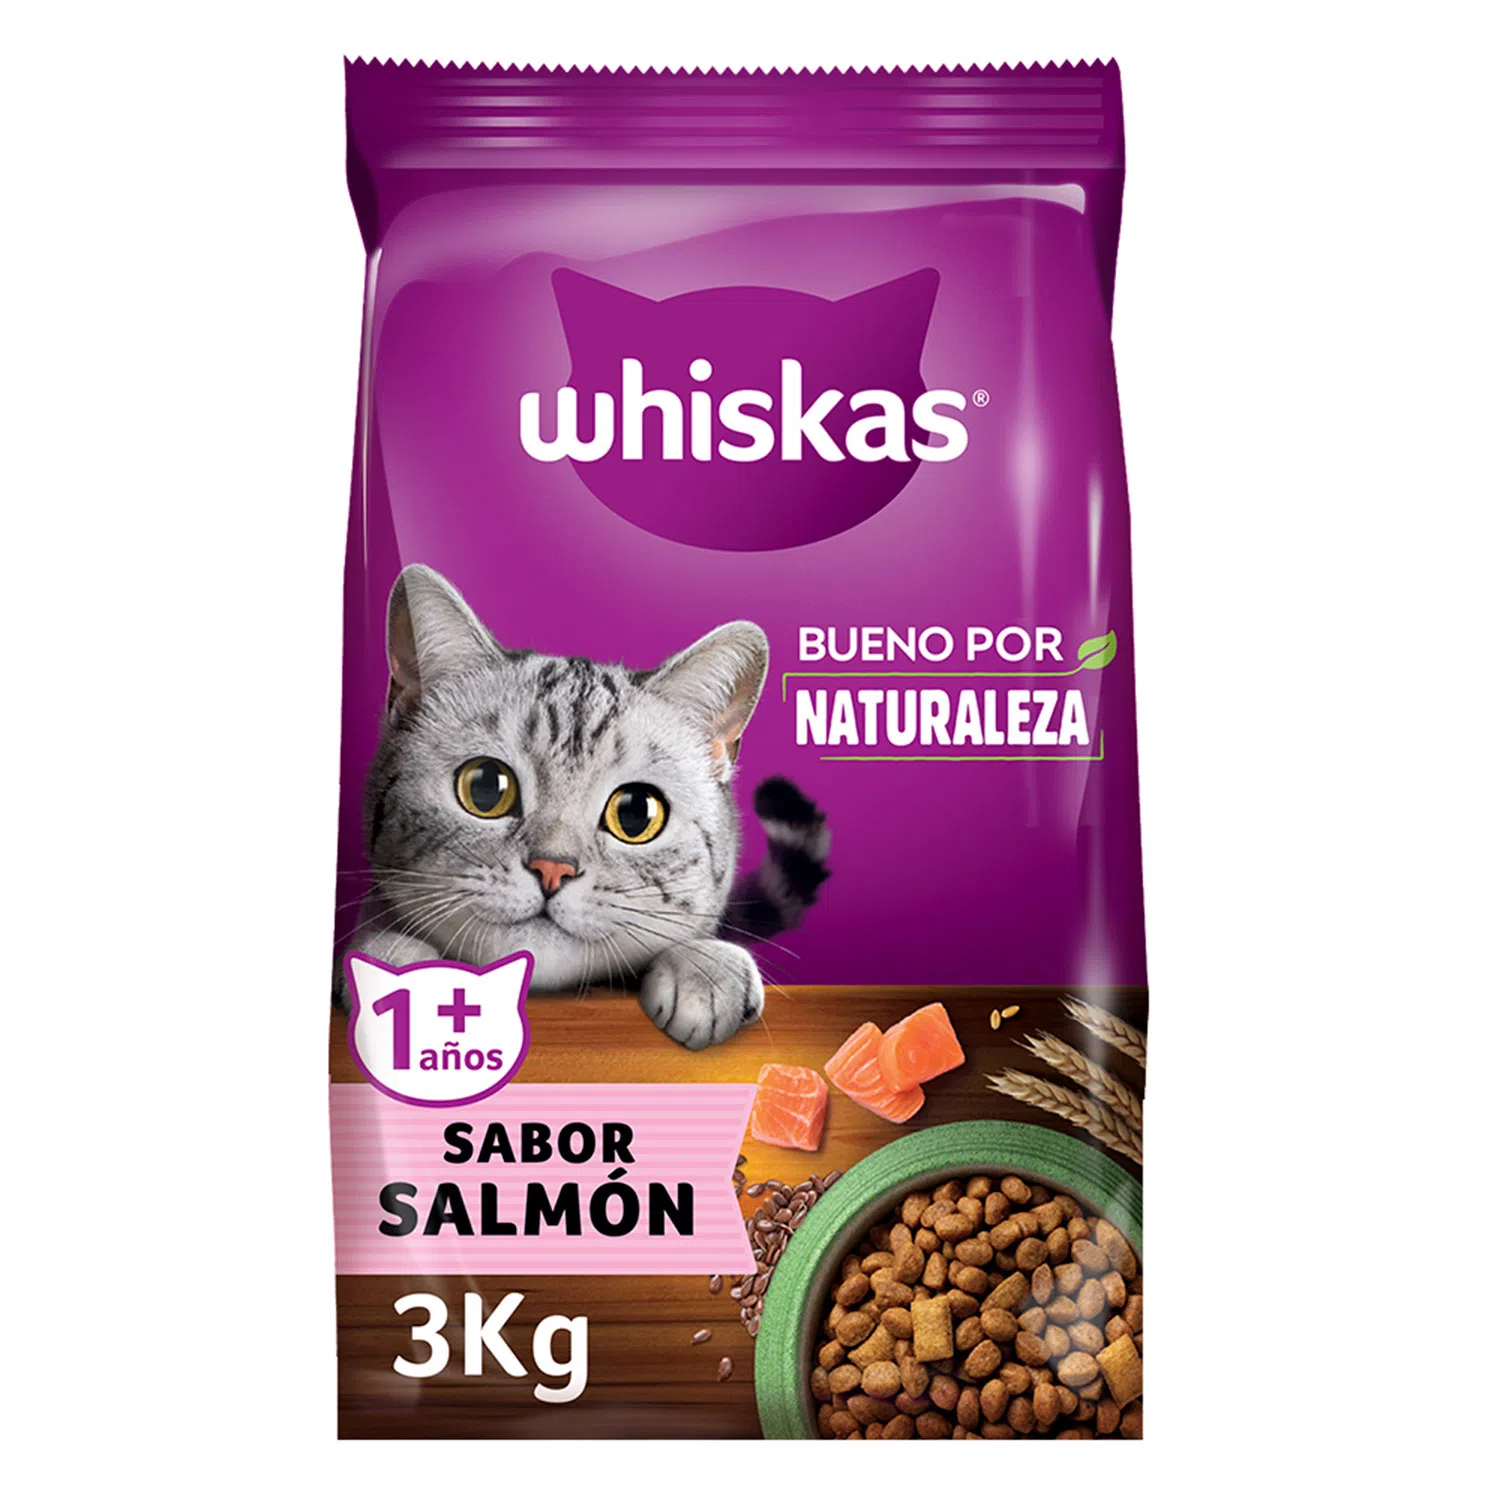 whiskas®
BUENO POR
NATURALEZA
1+
años
SABOR
SALMÓN
3Kg